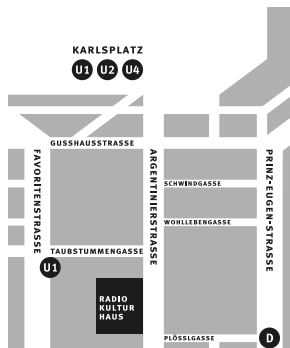 KARLSPLATZ
U1 U2 U4
GUSSHAUSSTRASSE
FAVORITENSTRASSE
ARGENTINIERSTRASSE
PRINZ-EUGEN-STRASSE
SCHWINDGASSE
WOHLLEBENGASSE
TAUBSTUMMENGASSE
U1
RADIO
KULTUR
HAUS
PLÖSSLGASSE
D